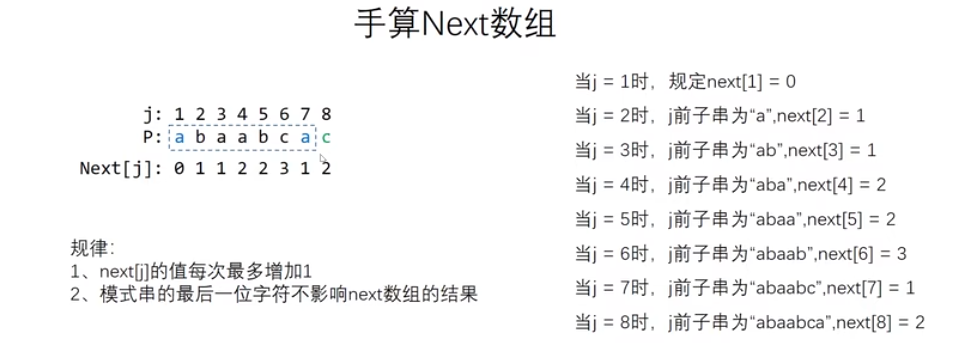 手算Next数组
j: 1 2 3 4 5 6 7 8
P: a b a a b c a c
Next[j]: 0 1 1 2 2 3 1 2
规律：
1、next[j]的值每次最多增加1
2、模式串的最后一位字符不影响next数组的结果
当j = 1时，规定next[1] = 0
当j = 2时，j前子串为“a”,next[2] = 1
当j = 3时，j前子串为“ab”,next[3] = 1
当j = 4时，j前子串为“aba”,next[4] = 2
当j = 5时，j前子串为“abaa”,next[5] = 2
当j = 6时，j前子串为“abaab”,next[6] = 3
当j = 7时，j前子串为“abaabc”,next[7] = 1
当j = 8时，j前子串为“abaabca”,next[8] = 2